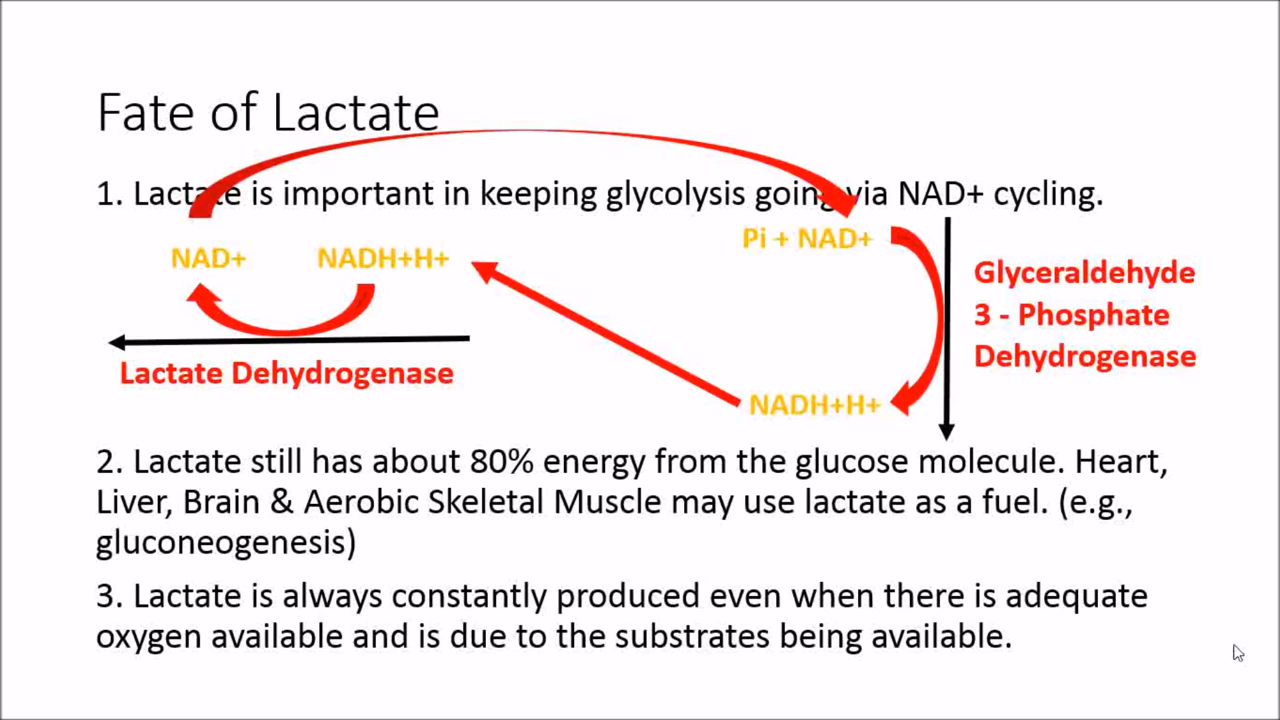 Fate of Lactate
1. Lactate is important in keeping glycolysis going via NAD+ cycling.
NAD+ NADH+H+
Pi + NAD+
Glyceraldehyde
3 - Phosphate
Dehydrogenase
Lactate Dehydrogenase
NADH+H+
2. Lactate still has about 80% energy from the glucose molecule. Heart,
Liver, Brain & Aerobic Skeletal Muscle may use lactate as a fuel. (e.g.,
gluconeogenesis)
3. Lactate is always constantly produced even when there is adequate
oxygen available and is due to the substrates being available.